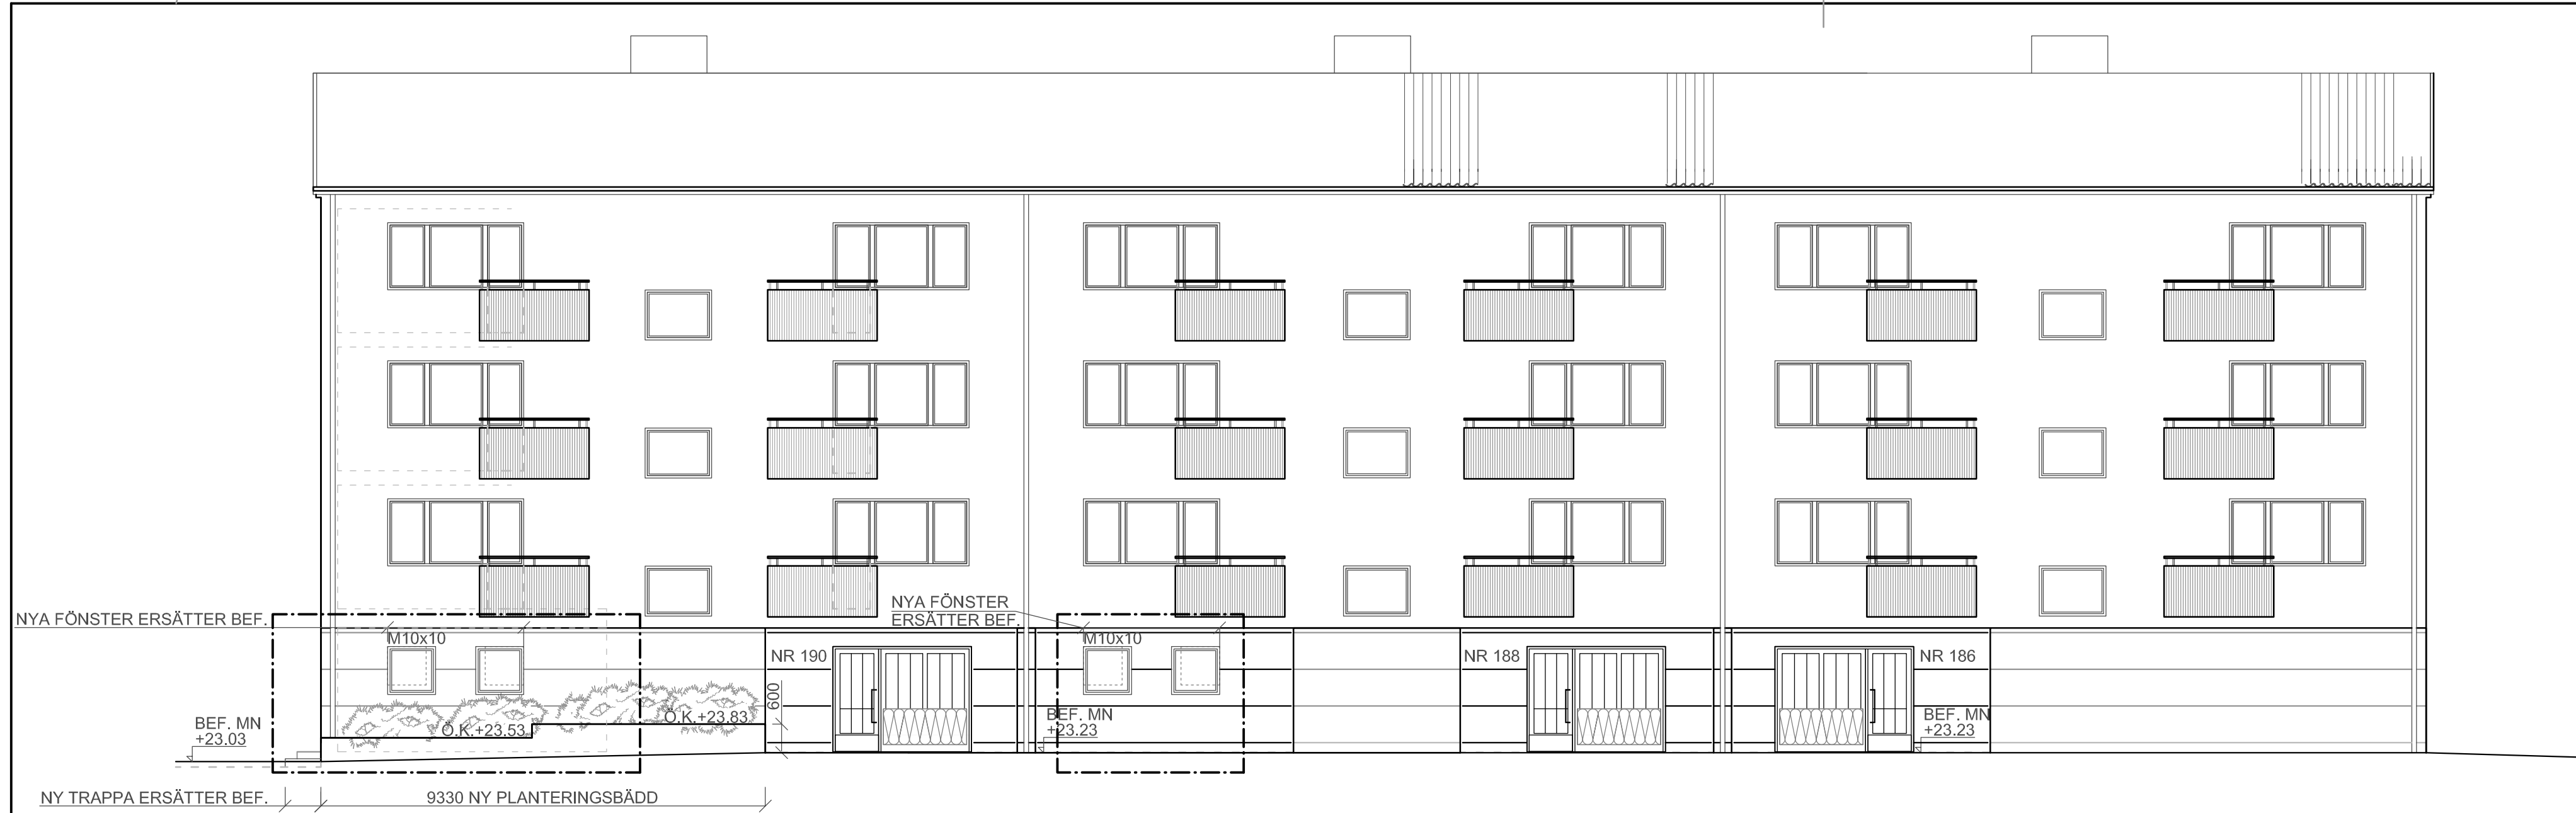 NYA FÖNSTER ERSÄTTER BEF.
M10x10
NYA FÖNSTER
ERSÄTTER BEF.
M10x10
NR 190
NR 188
NR 186
600
Ö.K.+23.83
Ö.K.+23.53
BEF. MN
+23.03
BEF. MN
+23.23
BEF. MN
+23.23
NY TRAPPA ERSÄTTER BEF.
9330 NY PLANTERINGSBÄDD